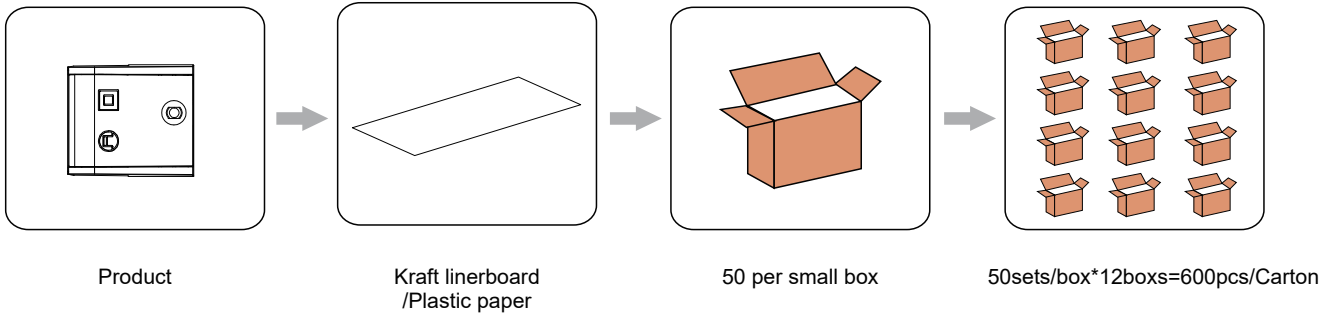 Product
Kraft linerboard
/Plastic paper
50 per small box
50sets/box*12boxs=600pcs/Carton